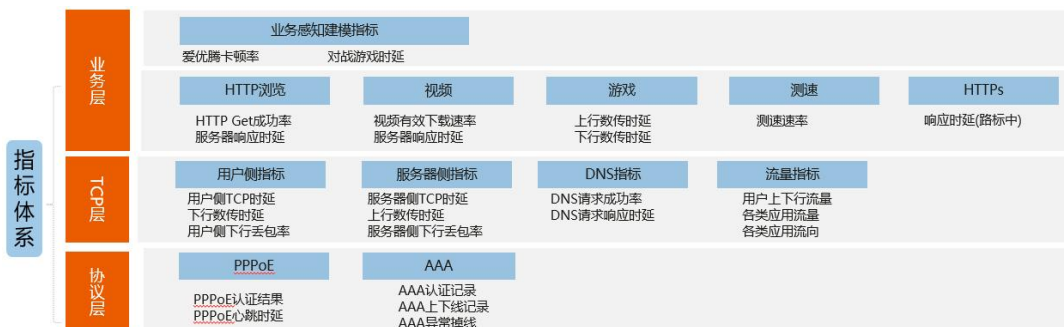 指标体系
业务层
业务感知建模指标
爱优腾卡顿率 对战游戏时延
HTTP浏览 视频 游戏 测速 HTTPs
HTTP Get成功率 视频有效下载速率 上行数传时延 测速速率 响应时延(路标中)
服务器响应时延 服务器响应时延 下行数传时延
TCP层
用户侧指标 服务器侧指标 DNS指标 流量指标
用户侧TCP时延 服务器侧TCP时延 DNS请求成功率 用户上下行流量
下行数传时延 上行数传时延 DNS请求响应时延 各类应用流量
用户侧下行丢包率 服务器侧下行丢包率 各类应用流向
协议层
PPPoE AAA
PPPoE认证结果 AAA认证记录
PPPoE心跳时延 AAA上下线记录
AAA异常掉线